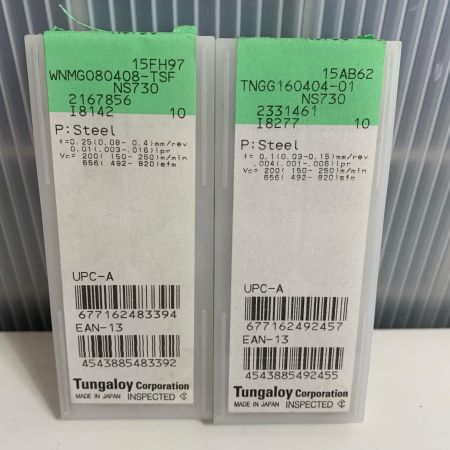 15FH97
WNMG080408-TSF
NS730
2167856
I8142 10
P:Steel
f=0.25(0.08- 0.4)mm/rev
0.01(.003-.016)ipr
Vc= 200( 150- 250)m/min
656( 492- 820)sfm
UPC-A
677162483394
EAN-13
4543885483392
Tungaloy Corporation
MADE IN JAPAN INSPECTED
15AB62
TNGG160404-01
NS730
2331461
I8277 10
P:Steel
f= 0.1(0.03-0.15)mm/rev
.004(.001-.006)ipr
Vc= 200( 150- 250)m/min
656( 492- 820)sfm
UPC-A
677162492457
EAN-13
4543885492455
Tungaloy Corporation
MADE IN JAPAN INSPECTED